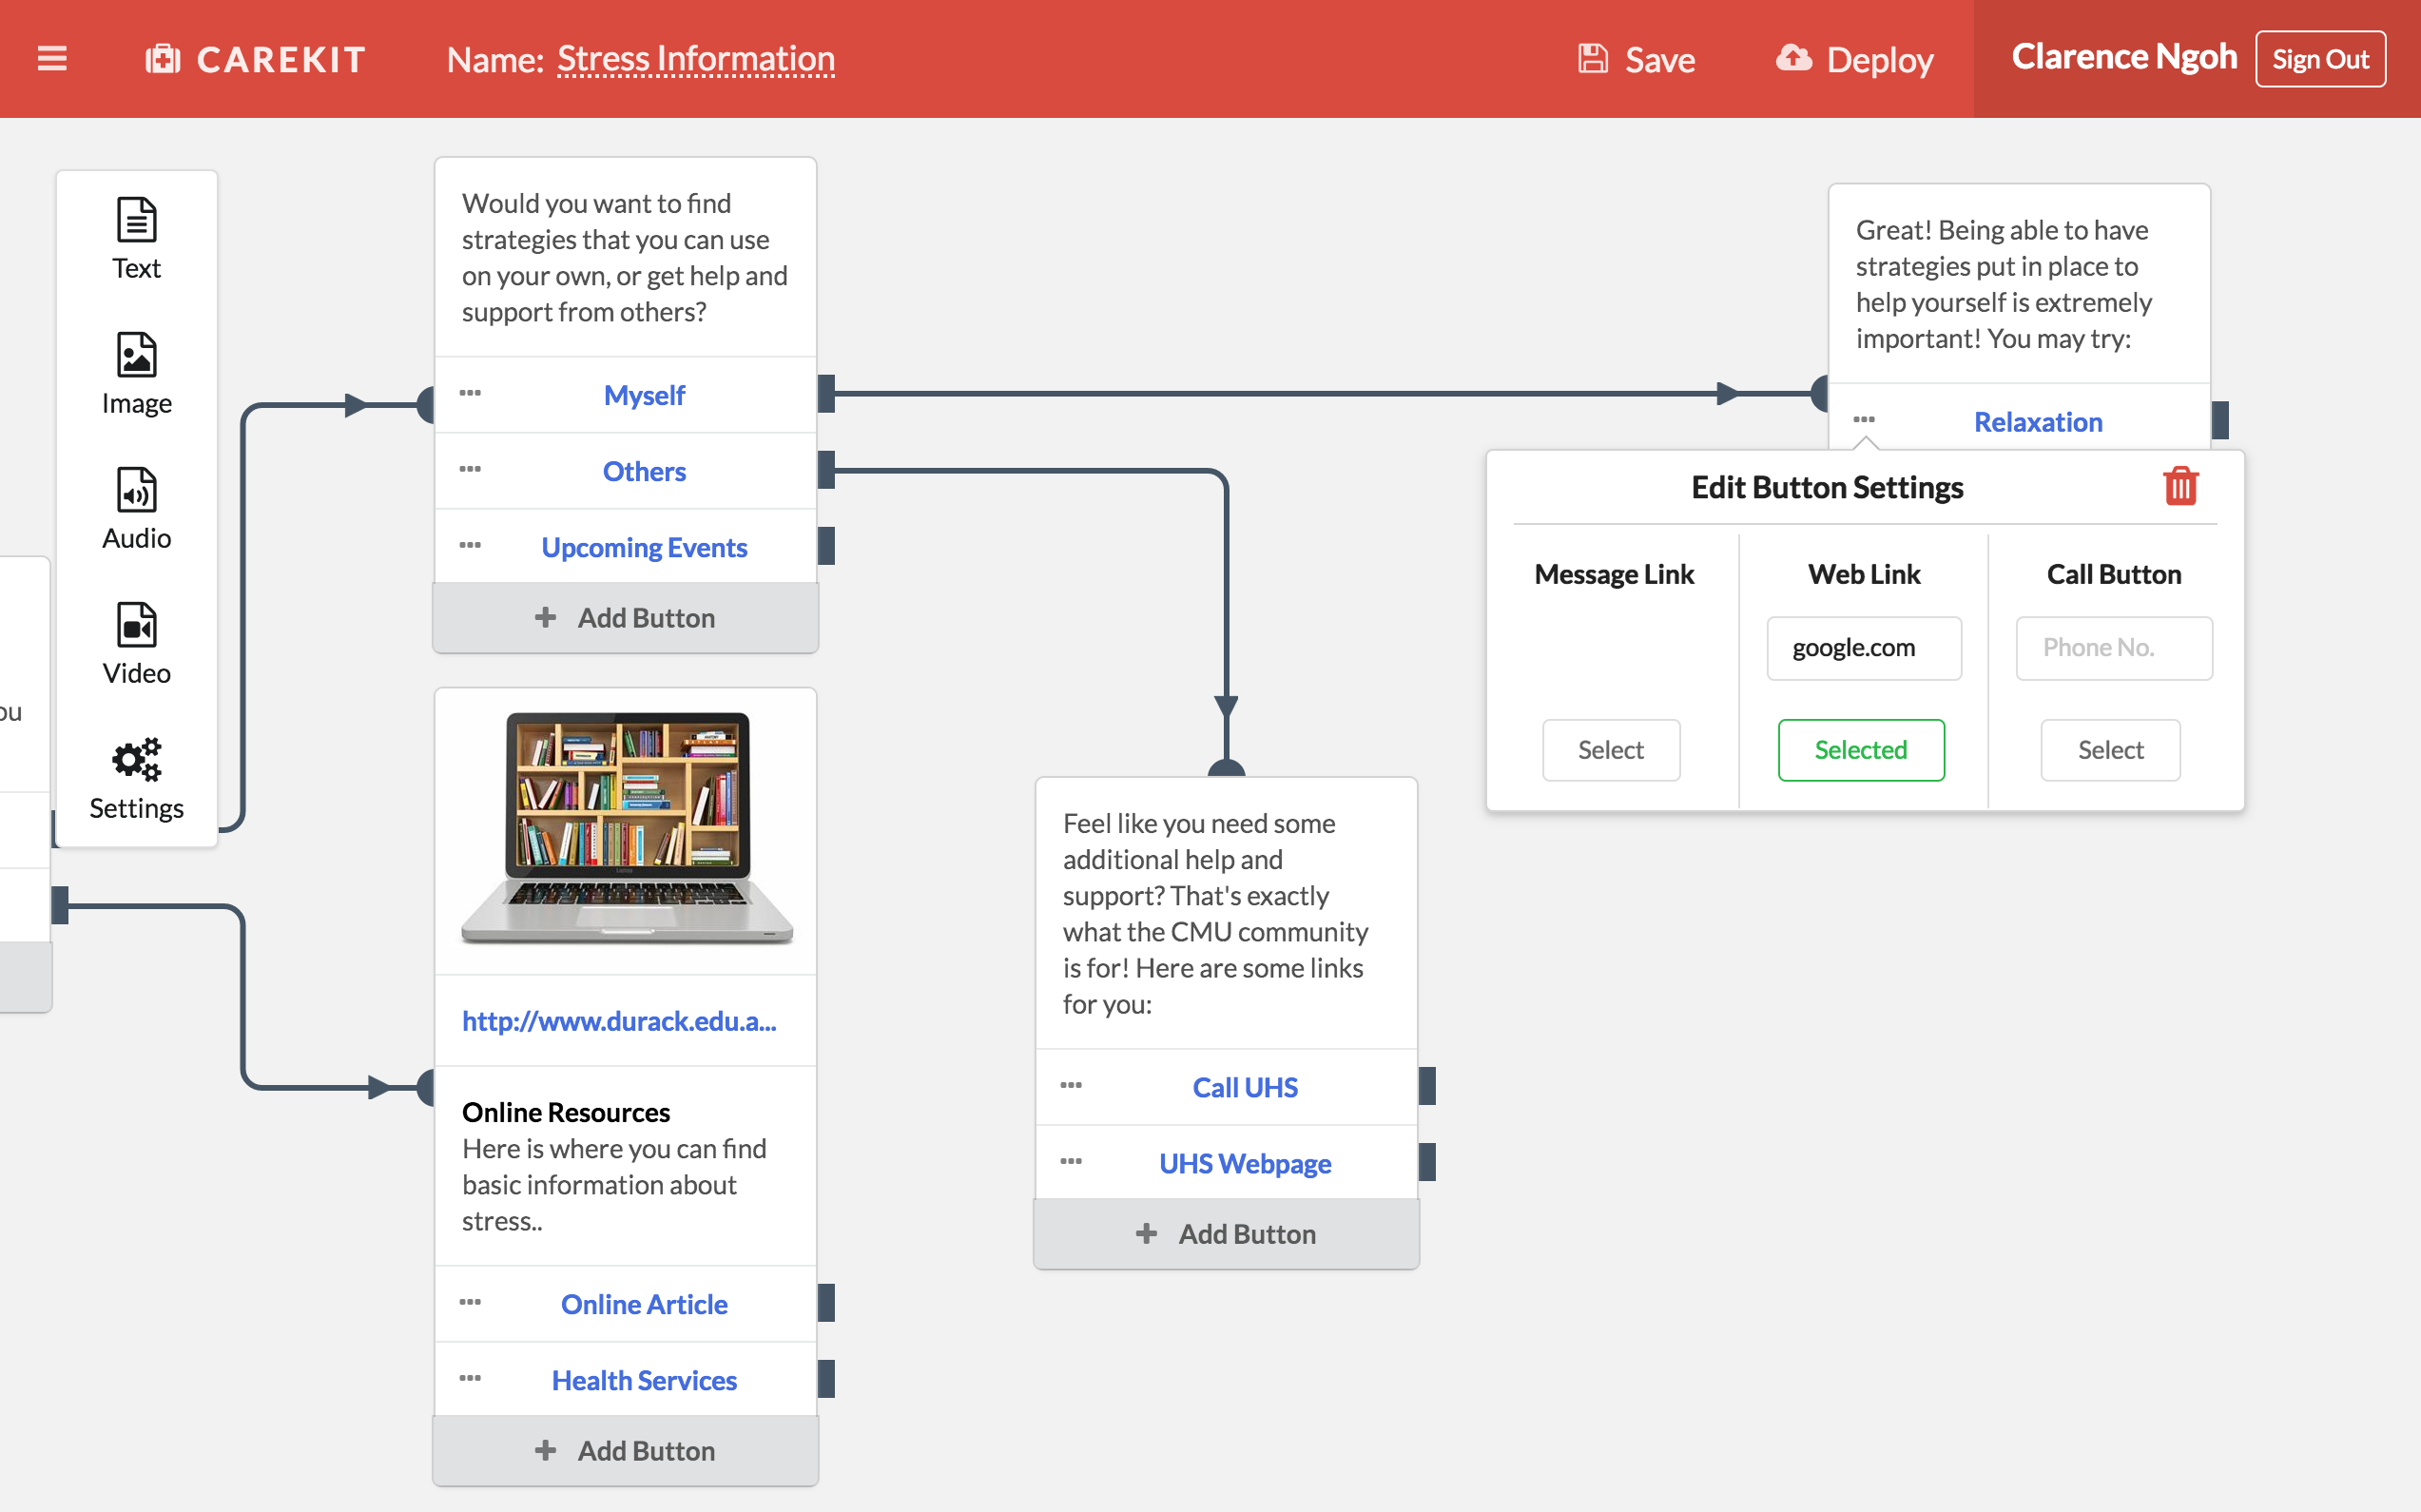 CAREKIT
Name: Stress Information
Save
Deploy
Clarence Ngoh
Sign Out
Text
Image
Audio
Video
Settings
Would you want to find
strategies that you can use
on your own, or get help and
support from others?
Myself
Others
Upcoming Events
Add Button
http://www.durack.edu.a...
Online Resources
Here is where you can find
basic information about
stress..
Online Article
Health Services
Add Button
Feel like you need some
additional help and
support? That's exactly
what the CMU community
is for! Here are some links
for you:
Call UHS
UHS Webpage
Add Button
Great! Being able to have
strategies put in place to
help yourself is extremely
important! You may try:
Relaxation
Edit Button Settings
Message Link
Select
Web Link
google.com
Selected
Call Button
Phone No.
Select